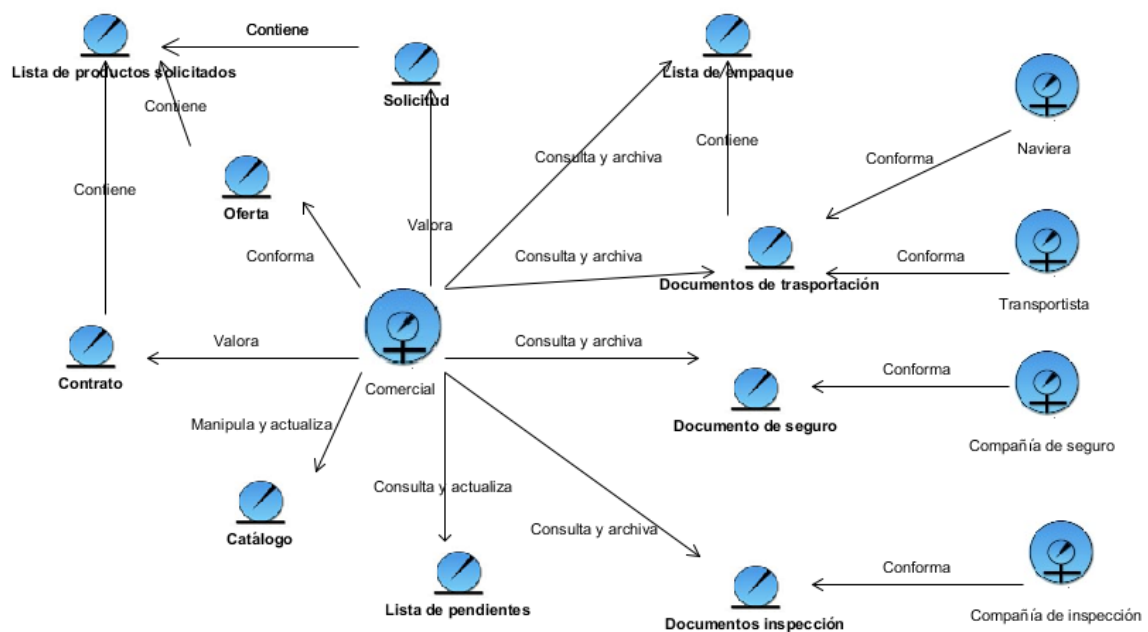 Contiene
Lista de productos solicitados
Solicitud
Lista de empaque
Contiene
Contiene
Naviera
Conforma
Consulta y archiva
Contiene
Oferta
Valora
Conforma
Consulta y archiva
Conforma
Documentos de trasportación
Transportista
Valora
Consulta y archiva
Conforma
Contrato
Comercial
Manipula y actualiza
Documento de seguro
Compañía de seguro
Consulta y actualiza
Consulta y archiva
Catálogo
Conforma
Lista de pendientes
Documentos inspección
Compañía de inspección